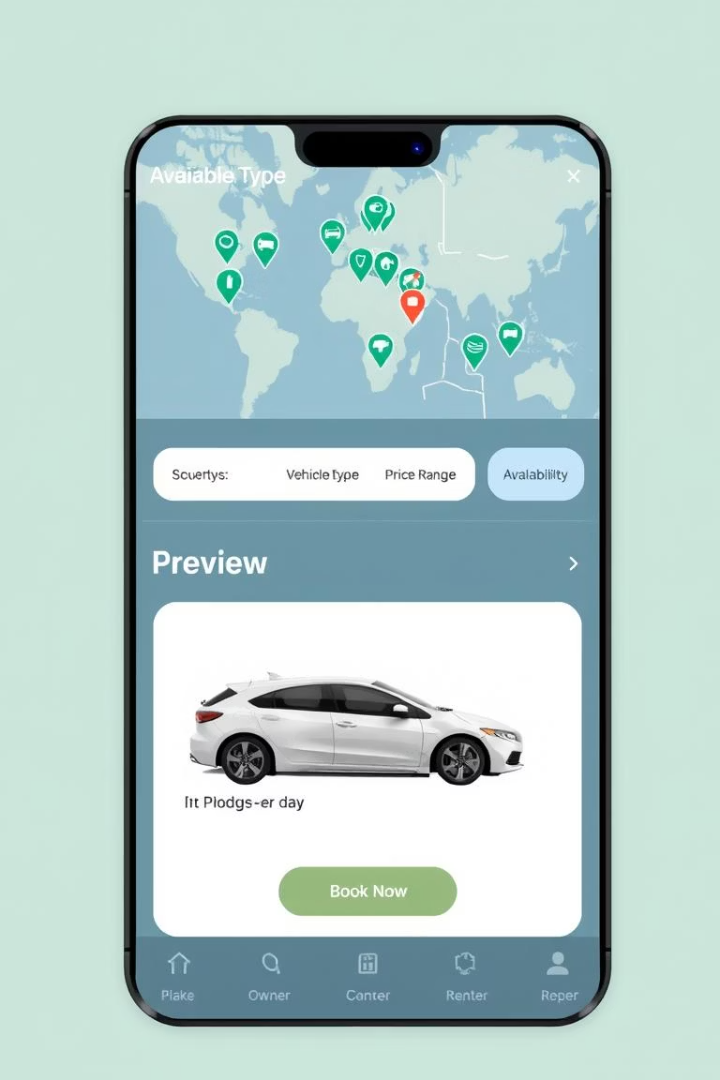 Avaiable Type
Scuertys: Vehicle type Price Range Avalability
Preview
Itt Plodgs-er day
Book Now
Plake Owner Canter Renter Reper